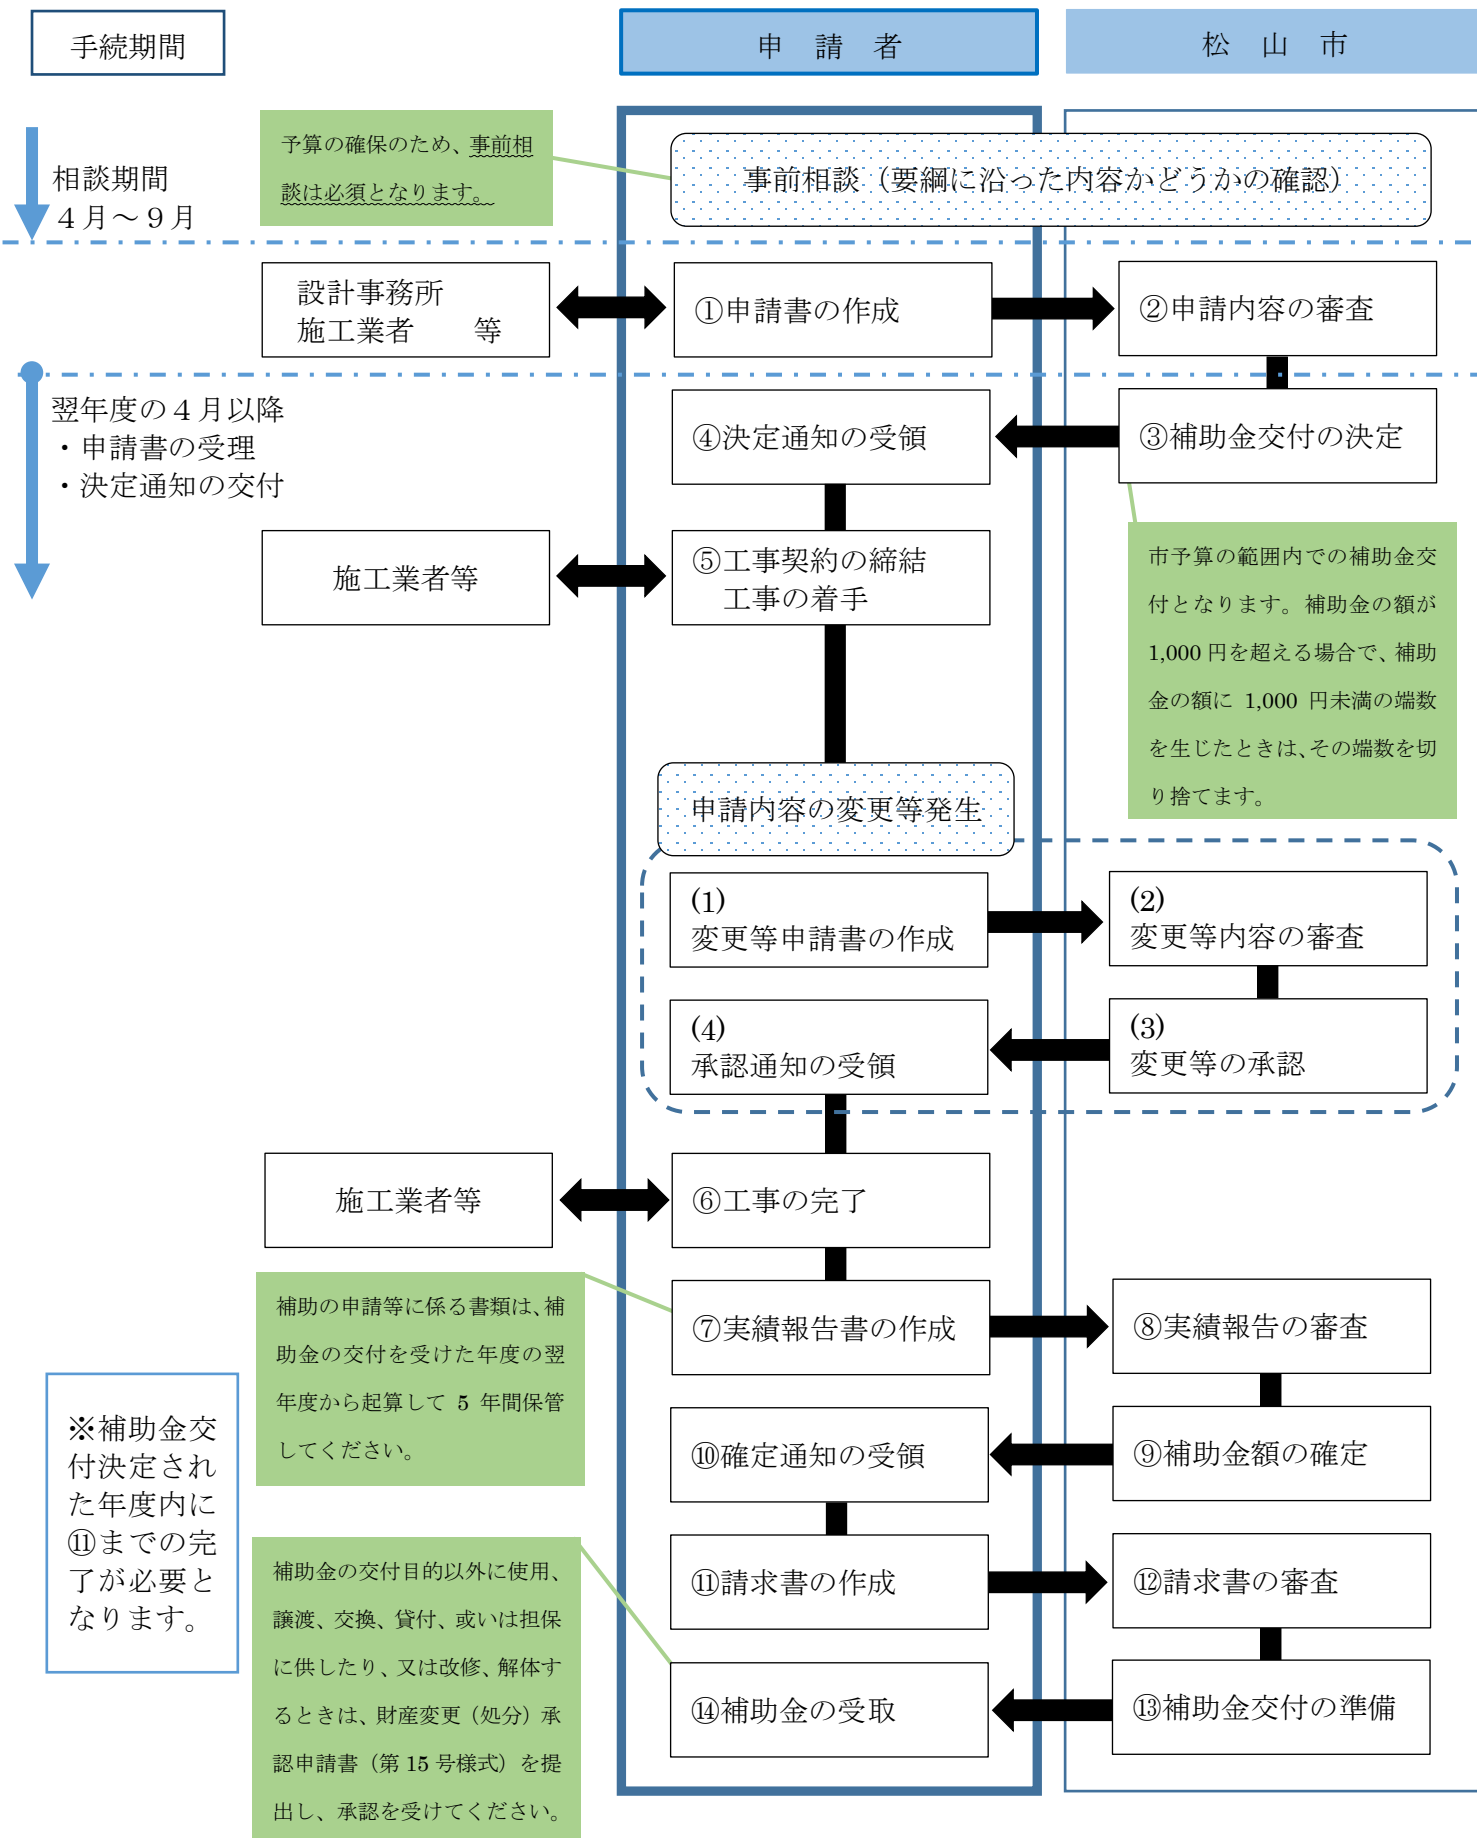 手続期間
申　請　者
松　山　市
相談期間
４月～９月
予算の確保のため、事前相
談は必須となります。
事前相談（要綱に沿った内容かどうかの確認）
設計事務所
施工業者　　等
①申請書の作成
②申請内容の審査
翌年度の４月以降
・申請書の受理
・決定通知の交付
④決定通知の受領
③補助金交付の決定
施工業者等
⑤工事契約の締結
工事の着手
市予算の範囲内での補助金交
付となります。補助金の額が
1,000 円を超える場合で、補助
金の額に 1,000 円未満の端数
を生じたときは、その端数を切
り捨てます。
申請内容の変更等発生
(1)
変更等申請書の作成
(2)
変更等内容の審査
(4)
承認通知の受領
(3)
変更等の承認
施工業者等
⑥工事の完了
補助の申請等に係る書類は、補
助金の交付を受けた年度の翌
年度から起算して 5 年間保管
してください。
⑦実績報告書の作成
⑧実績報告の審査
※補助金交
付決定され
た年度内に
⑪までの完
了が必要と
なります。
⑩確定通知の受領
⑨補助金額の確定
補助金の交付目的以外に使用、
譲渡、交換、貸付、或いは担保
に供したり、又は改修、解体す
るときは、財産変更（処分）承
認申請書（第 15 号様式）を提
出し、承認を受けてください。
⑪請求書の作成
⑫請求書の審査
⑭補助金の受取
⑬補助金交付の準備